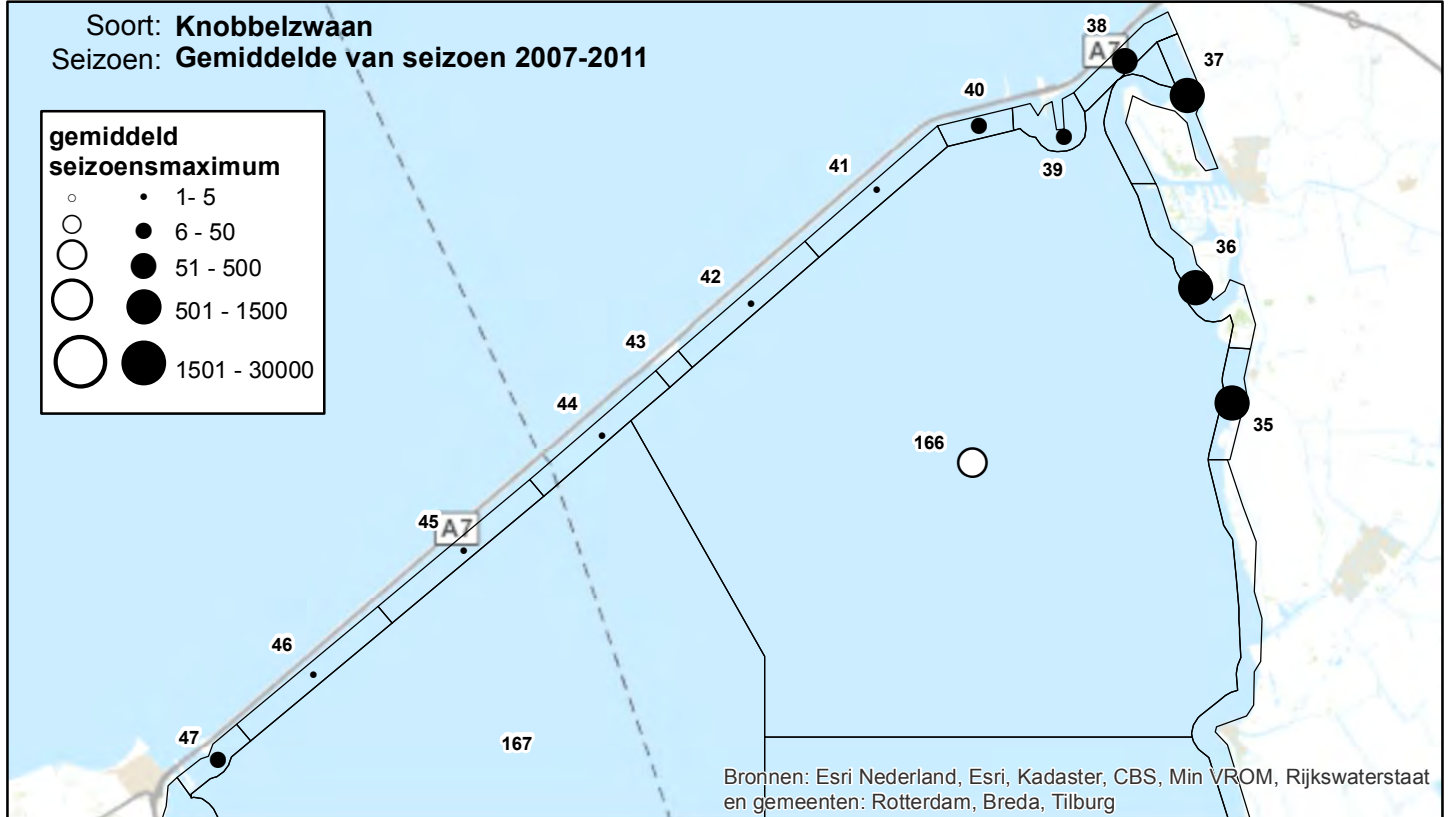 Soort: Knobbelzwaan
Seizoen: Gemiddelde van seizoen 2007-2011
gemiddeld
seizoensmaximum
1- 5
6 - 50
51 - 500
501 - 1500
1501 - 30000
38
A7
37
40
39
41
36
42
43
35
44
166
45
A7
46
47
167
Bronnen: Esri Nederland, Esri, Kadaster, CBS, Min VROM, Rijkswaterstaat
en gemeenten: Rotterdam, Breda, Tilburg